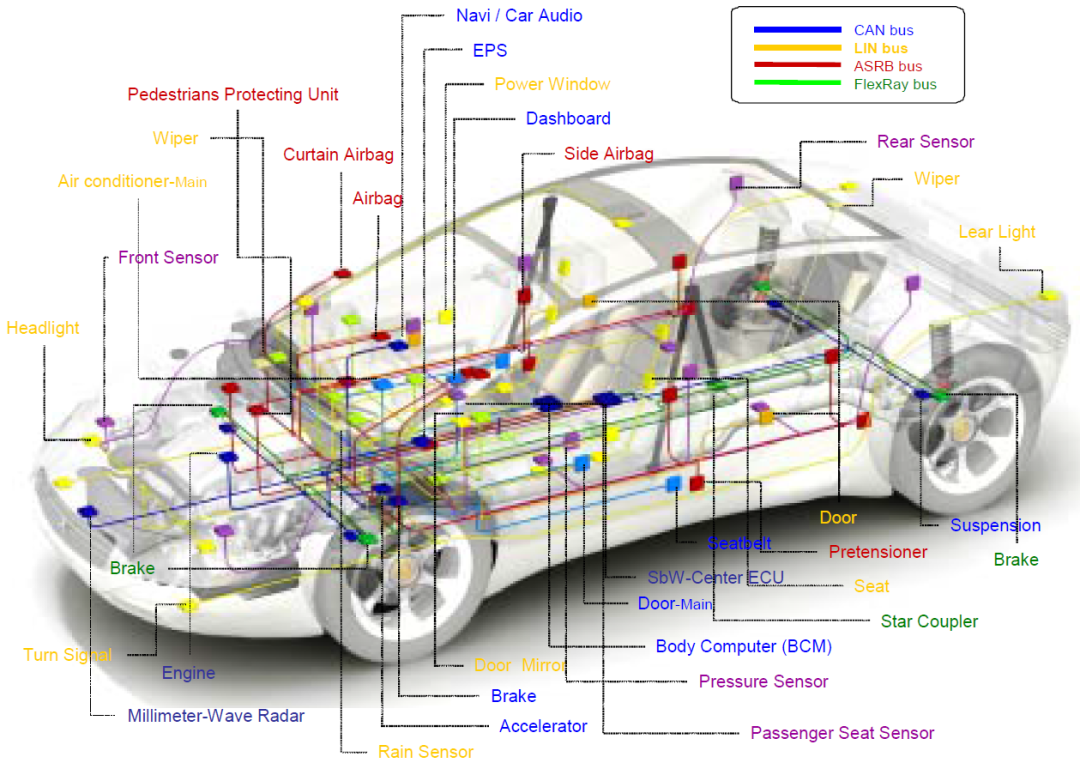 Navi / Car Audio
CAN bus
LIN bus
ASRB bus
FlexRay bus
EPS
Power Window
Pedestrians Protecting Unit
Dashboard
Wiper
Curtain Airbag
Side Airbag
Rear Sensor
Air conditioner-Main
Wiper
Airbag
Lear Light
Front Sensor
Headlight
Door
Suspension
Seatbelt
Pretensioner
Brake
Brake
SbW-Center ECU
Seat
Door-Main
Star Coupler
Turn Signal
Body Computer (BCM)
Engine
Door Mirror
Pressure Sensor
Brake
Millimeter-Wave Radar
Accelerator
Passenger Seat Sensor
Rain Sensor